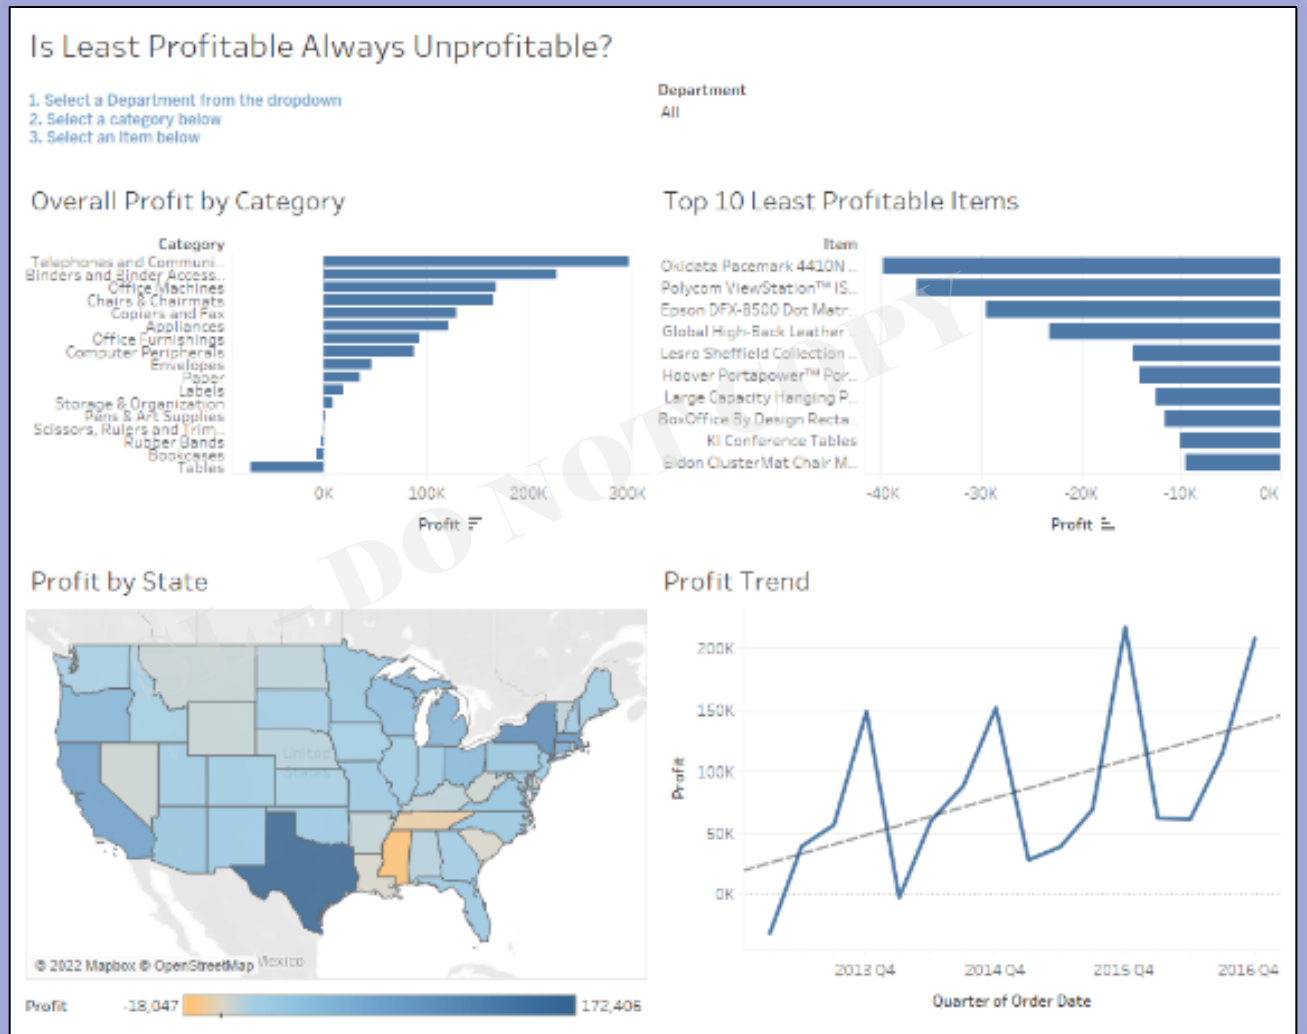 Is Least Profitable Always Unprofitable?
1. Select a Department from the dropdown
2. Select a category below
3. Select an Item below
Department
All
Overall Profit by Category
Category
Telephones and Communi...
Binders and Binder Access...
Office Machines
Chairs & Chairmats
Copiers and Fax
Appliances
Office Furnishings
Computer Peripherals
Envelopes
Paper
Labels
Storage & Organization
Pens & Art Supplies
Scissors, Rulers and Trim...
Rubber Bands
Bookcases
Tables
0K 100K 200K 300K
Profit
Top 10 Least Profitable Items
Item
Okidata Pacemark 4410N ...
Polycom ViewStation™ IS...
Epson DFX-8500 Dot Matr...
Global High-Back Leather ...
Lesro Sheffield Collection ...
Hoover Portapower™ Por...
Large Capacity Hanging P...
BoxOffice By Design Recta...
KI Conference Tables
Eldon ClusterMat Chair M...
-40K -30K -20K -10K 0K
Profit
DO NOT COPY
Profit by State
United
States
Mexico
© 2022 Mapbox © OpenStreetMap
Profit -18,047 172,406
Profit Trend
200K
150K
100K
50K
0K
Profit
2013 Q4 2014 Q4 2015 Q4 2016 Q4
Quarter of Order Date